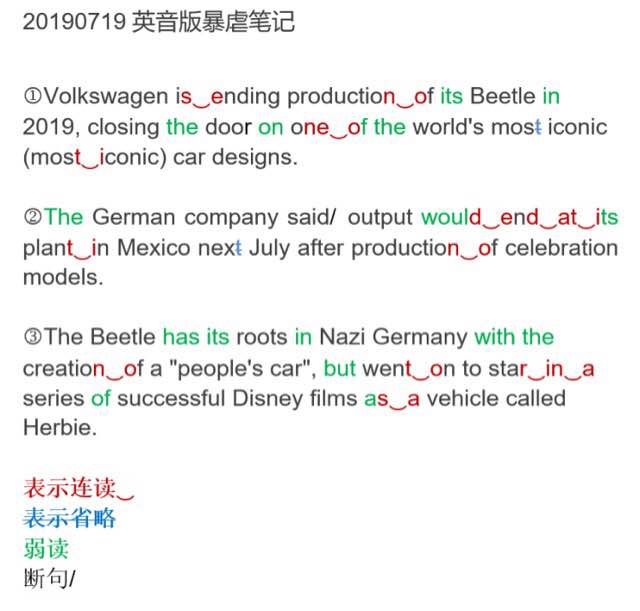 20190719 英音版暴虐笔记
①Volkswagen is‿ending production‿of its Beetle in
2019, closing the door on one‿of the world's most iconic
(most‿iconic) car designs.
②The German company said/ output would‿end‿at‿its
plant‿in Mexico next July after production‿of celebration
models.
③The Beetle has its roots in Nazi Germany with the
creation‿of a "people's car", but went‿on to star‿in‿a
series of successful Disney films as‿a vehicle called
Herbie.
表示连读‿
表示省略
弱读
断句/